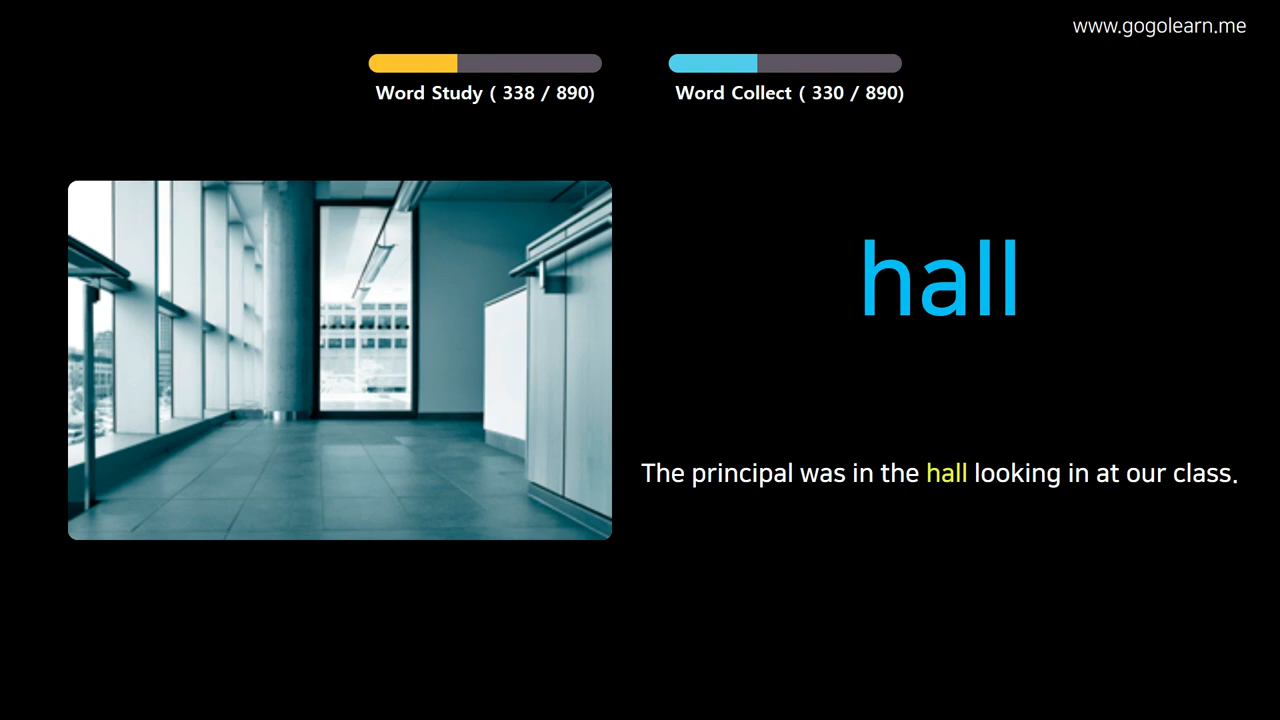 www.gogolearn.me
Word Study ( 338 / 890)
Word Collect ( 330 / 890)
hall
The principal was in the hall looking in at our class.